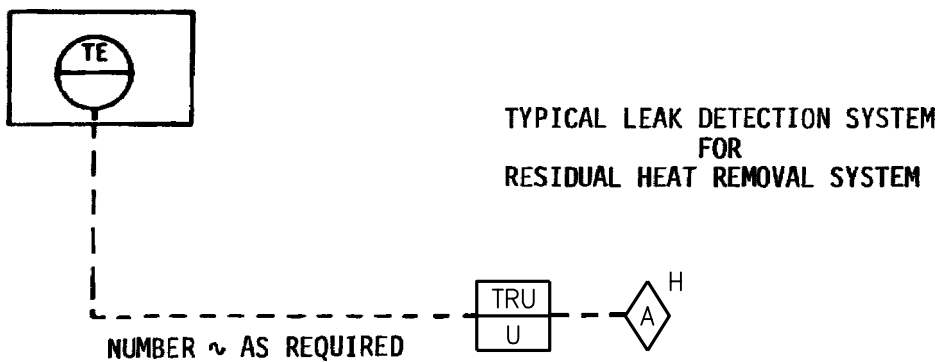 TE
TYPICAL LEAK DETECTION SYSTEM
FOR
RESIDUAL HEAT REMOVAL SYSTEM
H
TRU
A
U
NUMBER ~ AS REQUIRED